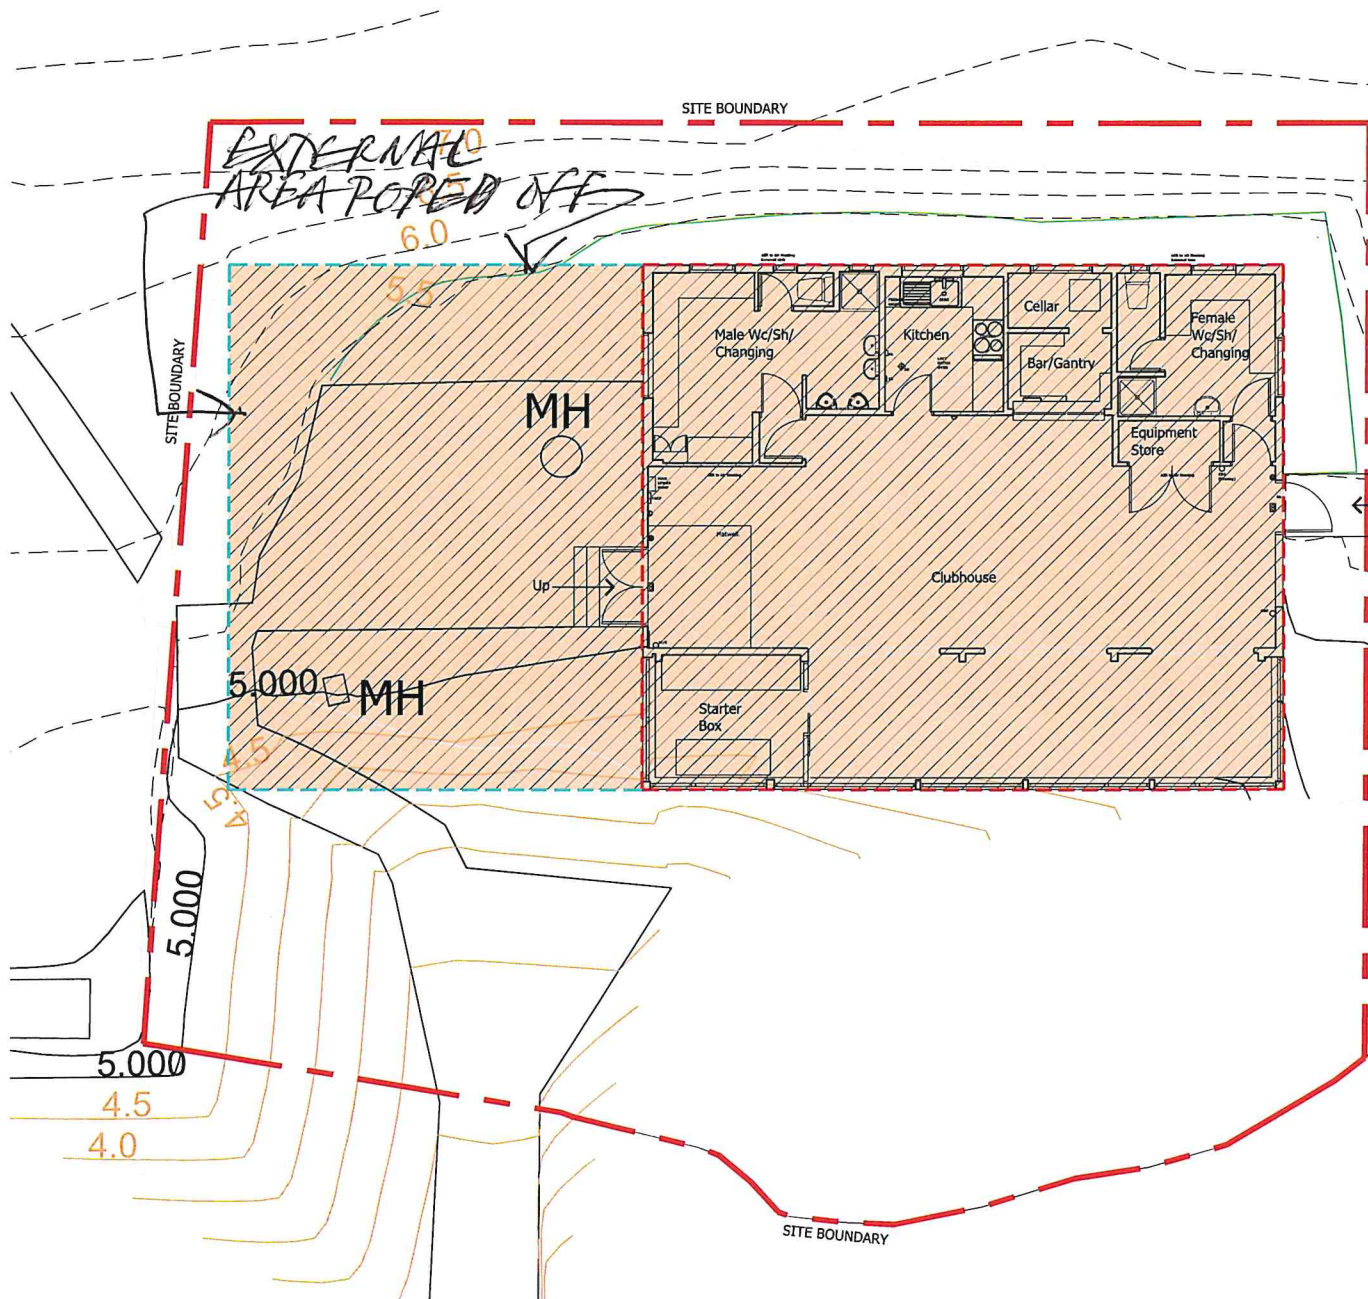 SITE BOUNDARY
EXTERNAL
AREA ROPED OFF
7.0
6.5
6.0
5.5
SITE BOUNDARY
Male Wc/Sh/
Changing
Kitchen
Cellar
Bar/Gantry
Female
Wc/Sh/
Changing
Equipment
Store
MH
Matwell
Up
Clubhouse
5.000
MH
Starter
Box
4.5
4.5
5.000
5.000
4.5
4.0
SITE BOUNDARY